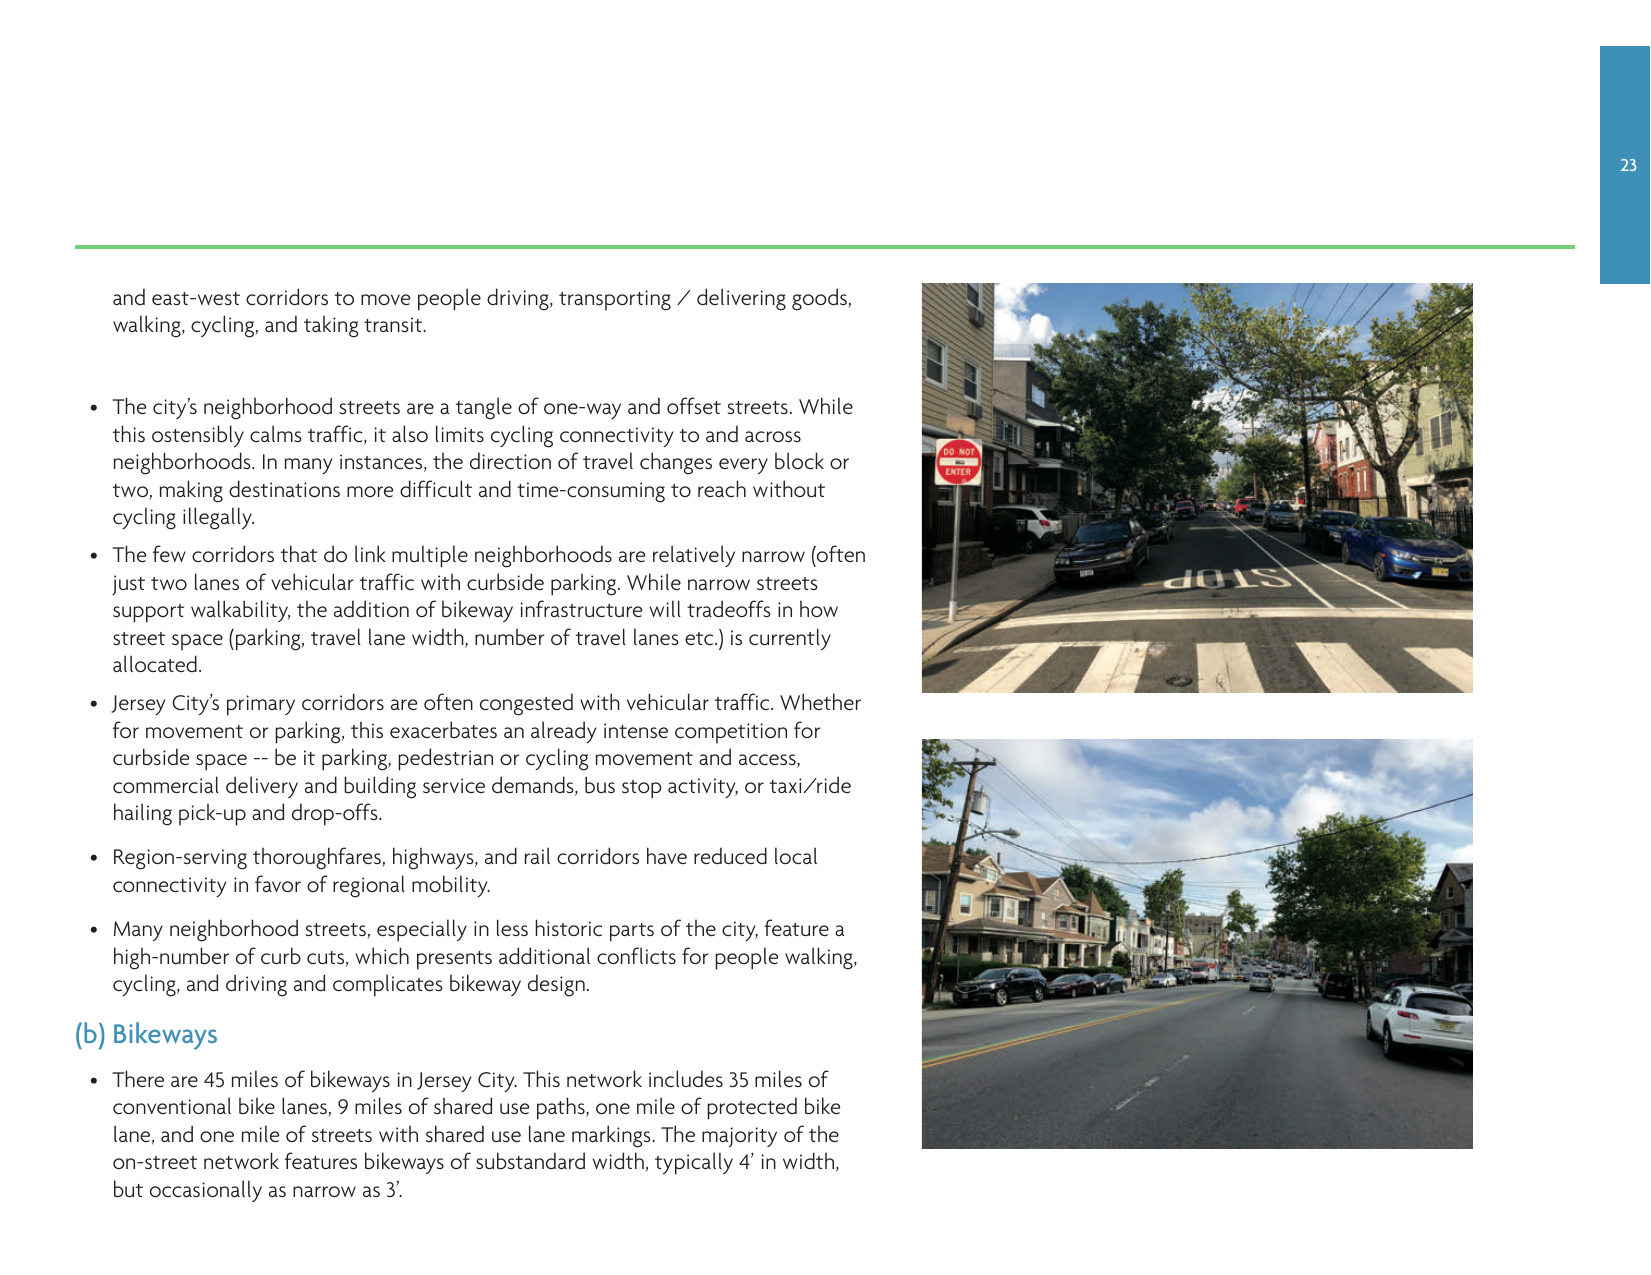 23
and east-west corridors to move people driving, transporting / delivering goods,
walking, cycling, and taking transit.
• The city's neighborhood streets are a tangle of one-way and offset streets. While
this ostensibly calms traffic, it also limits cycling connectivity to and across
neighborhoods. In many instances, the direction of travel changes every block or
two, making destinations more difficult and time-consuming to reach without
cycling illegally.
• The few corridors that do link multiple neighborhoods are relatively narrow (often
just two lanes of vehicular traffic with curbside parking. While narrow streets
support walkability, the addition of bikeway infrastructure will tradeoffs in how
street space (parking, travel lane width, number of travel lanes etc.) is currently
allocated.
• Jersey City's primary corridors are often congested with vehicular traffic. Whether
for movement or parking, this exacerbates an already intense competition for
curbside space -- be it parking, pedestrian or cycling movement and access,
commercial delivery and building service demands, bus stop activity, or taxi/ride
hailing pick-up and drop-offs.
• Region-serving thoroughfares, highways, and rail corridors have reduced local
connectivity in favor of regional mobility.
• Many neighborhood streets, especially in less historic parts of the city, feature a
high-number of curb cuts, which presents additional conflicts for people walking,
cycling, and driving and complicates bikeway design.
(b) Bikeways
• There are 45 miles of bikeways in Jersey City. This network includes 35 miles of
conventional bike lanes, 9 miles of shared use paths, one mile of protected bike
lane, and one mile of streets with shared use lane markings. The majority of the
on-street network features bikeways of substandard width, typically 4' in width,
but occasionally as narrow as 3'.
DO NOT
ENTER
STOP